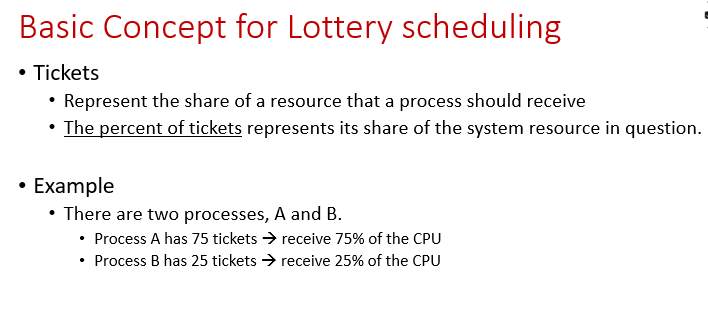 Basic Concept for Lottery scheduling
• Tickets
• Represent the share of a resource that a process should receive
• The percent of tickets represents its share of the system resource in question.
• Example
• There are two processes, A and B.
• Process A has 75 tickets → receive 75% of the CPU
• Process B has 25 tickets → receive 25% of the CPU